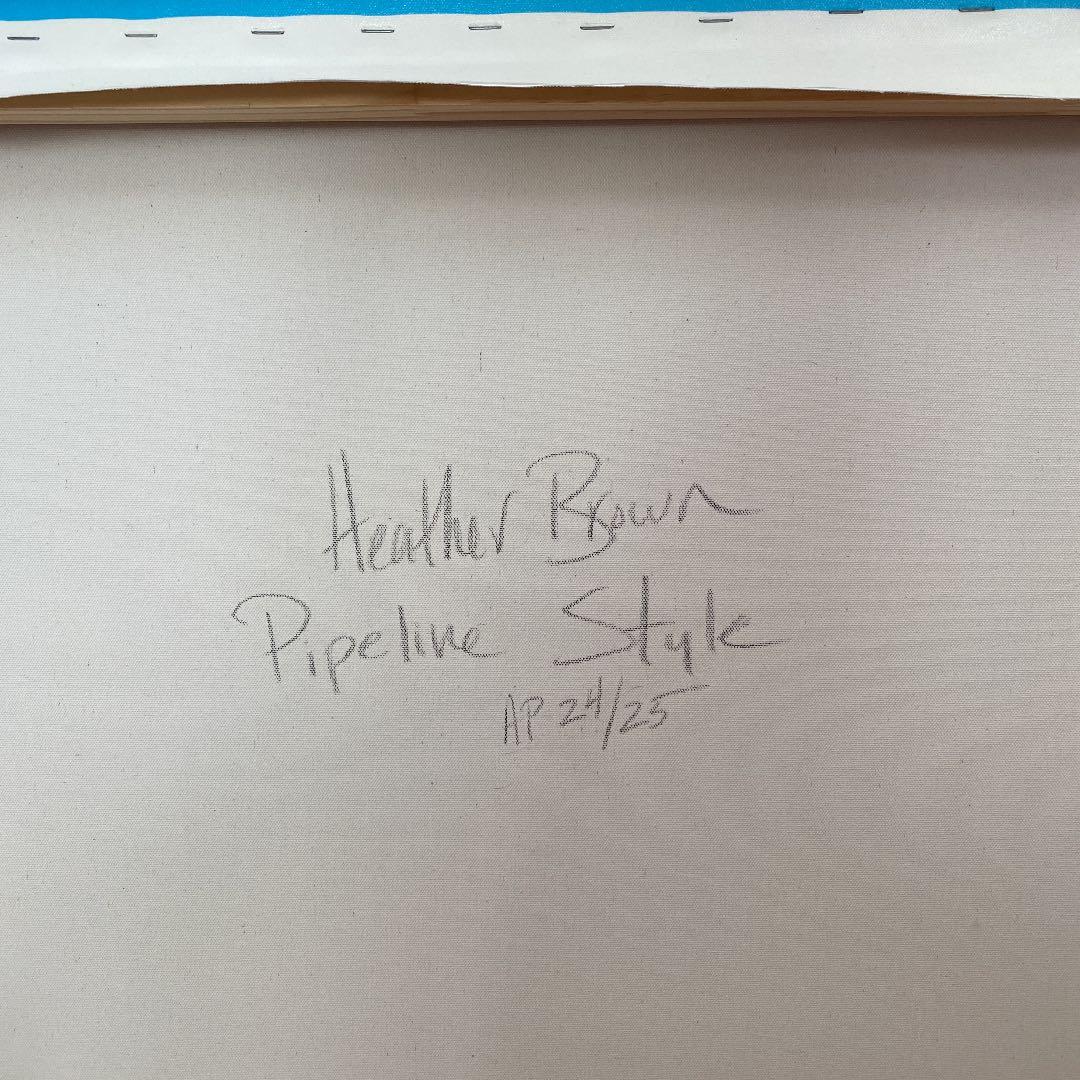 Heather Brown
Pipeline Style
AP 24/25